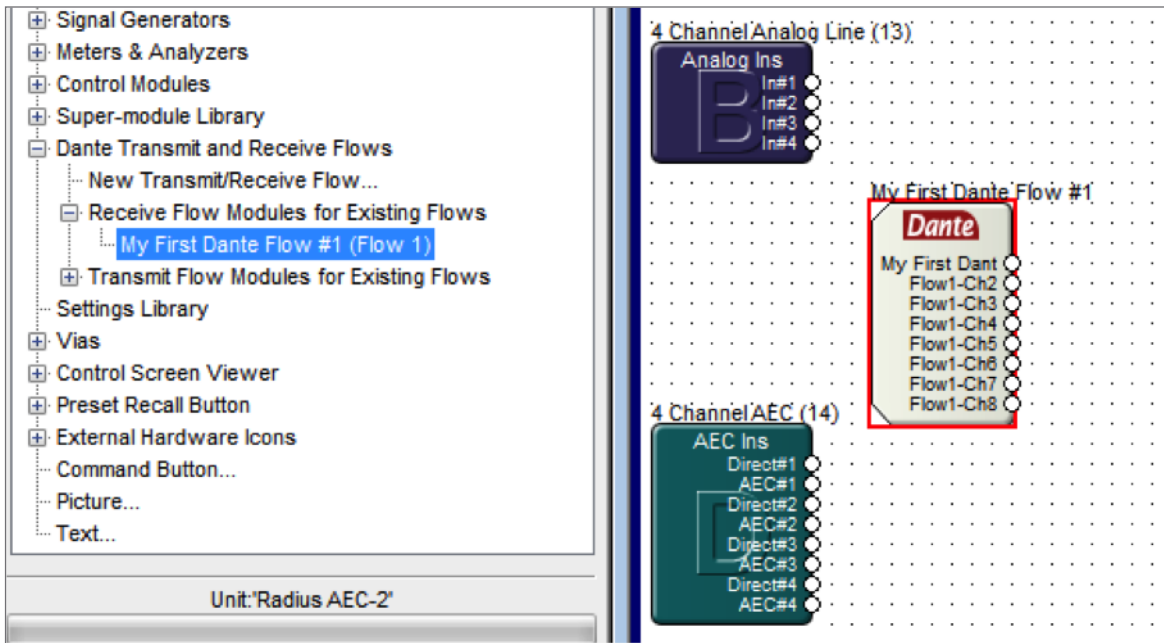 Signal Generators
Meters & Analyzers
Control Modules
Super-module Library
Dante Transmit and Receive Flows
New Transmit/Receive Flow...
Receive Flow Modules for Existing Flows
My First Dante Flow #1 (Flow 1)
Transmit Flow Modules for Existing Flows
Settings Library
Vias
Control Screen Viewer
Preset Recall Button
External Hardware Icons
Command Button...
Picture...
Text...
Unit:'Radius AEC-2'
4 Channel Analog Line (13)
Analog Ins
B
In#1
In#2
In#3
In#4
My First Dante Flow #1
Dante
My First Dant
Flow1-Ch2
Flow1-Ch3
Flow1-Ch4
Flow1-Ch5
Flow1-Ch6
Flow1-Ch7
Flow1-Ch8
4 Channel AEC (14)
AEC Ins
D
Direct#1
AEC#1
Direct#2
AEC#2
Direct#3
AEC#3
Direct#4
AEC#4